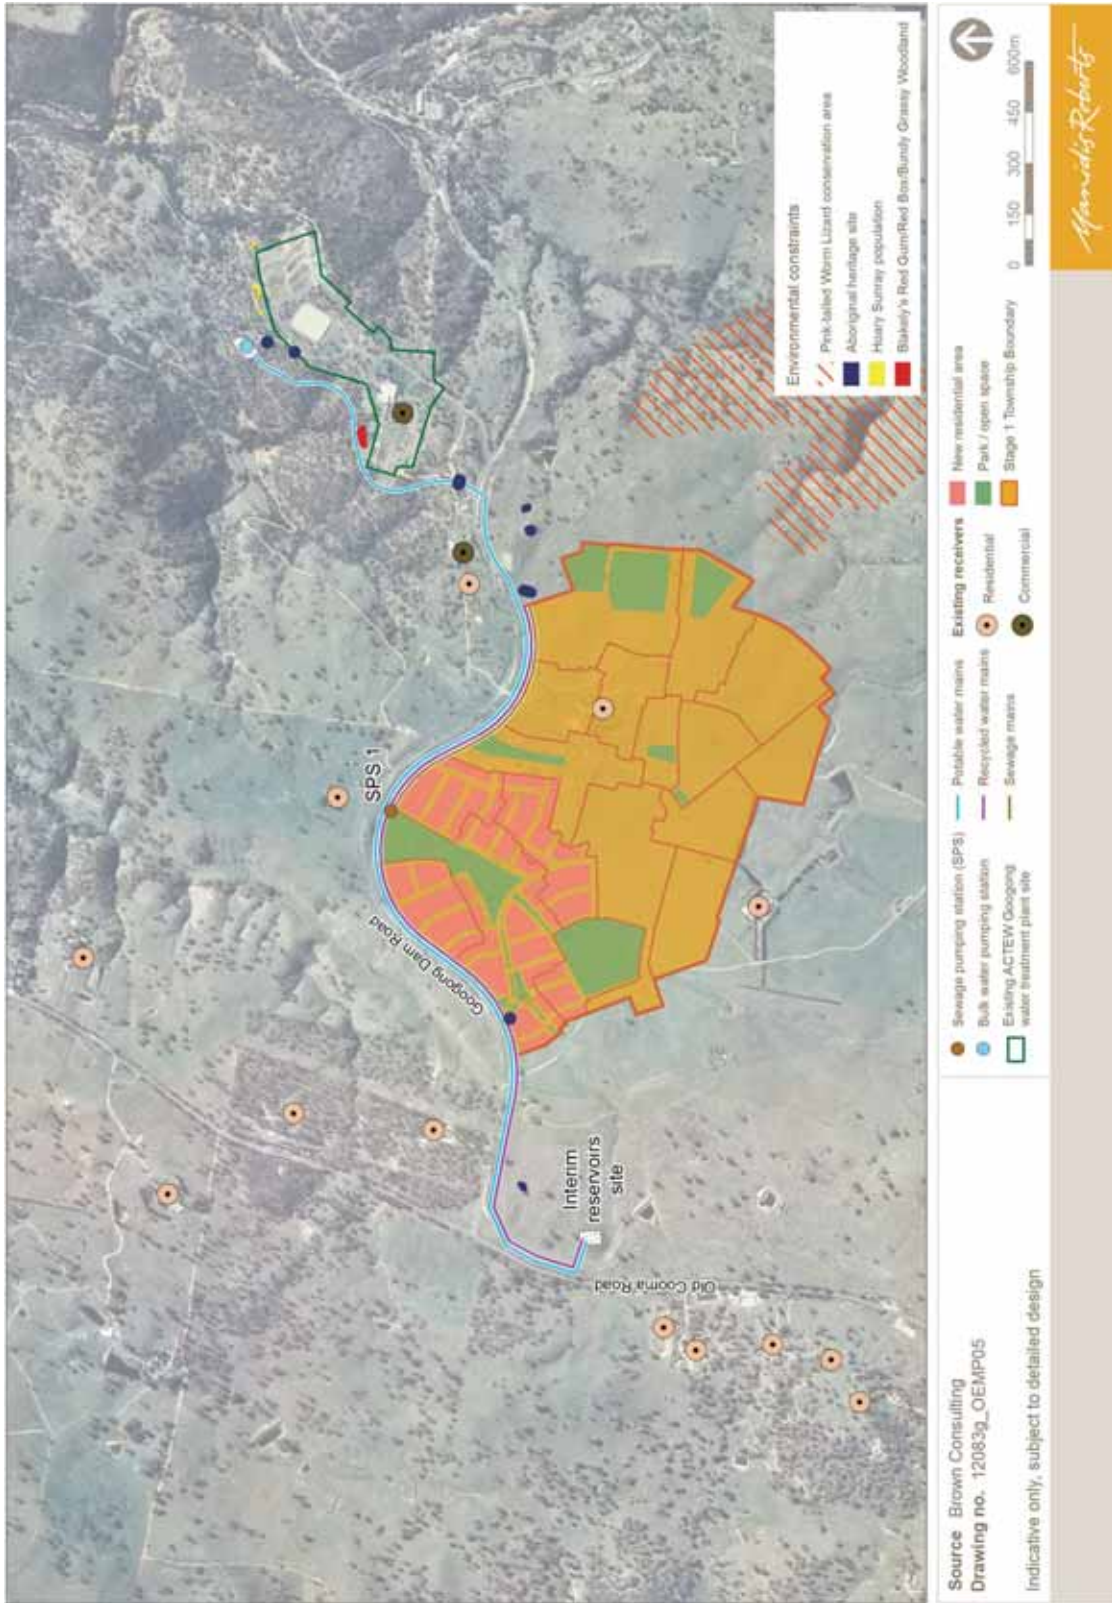 SPS 1
Googong Dam Road
Interim
reservoirs
site
Old Cooma Road
Environmental constraints
Pink-tailed Worm Lizard conservation area
Aboriginal heritage site
Hoary Sunray population
Blakely's Red Gum/Red Box/Bundy Grassy Woodland
Source Brown Consulting
Drawing no. 12083g_OEMP05
Indicative only, subject to detailed design
Sewage pumping station (SPS)
Bulk water pumping station
Existing ACTEW Googong
water treatment plant site
Potable water mains
Recycled water mains
Sewage mains
Existing receivers
Residential
Commercial
New residential area
Park / open space
Stage 1 Township Boundary
0 150 300 450 600m
Manidis Roberts